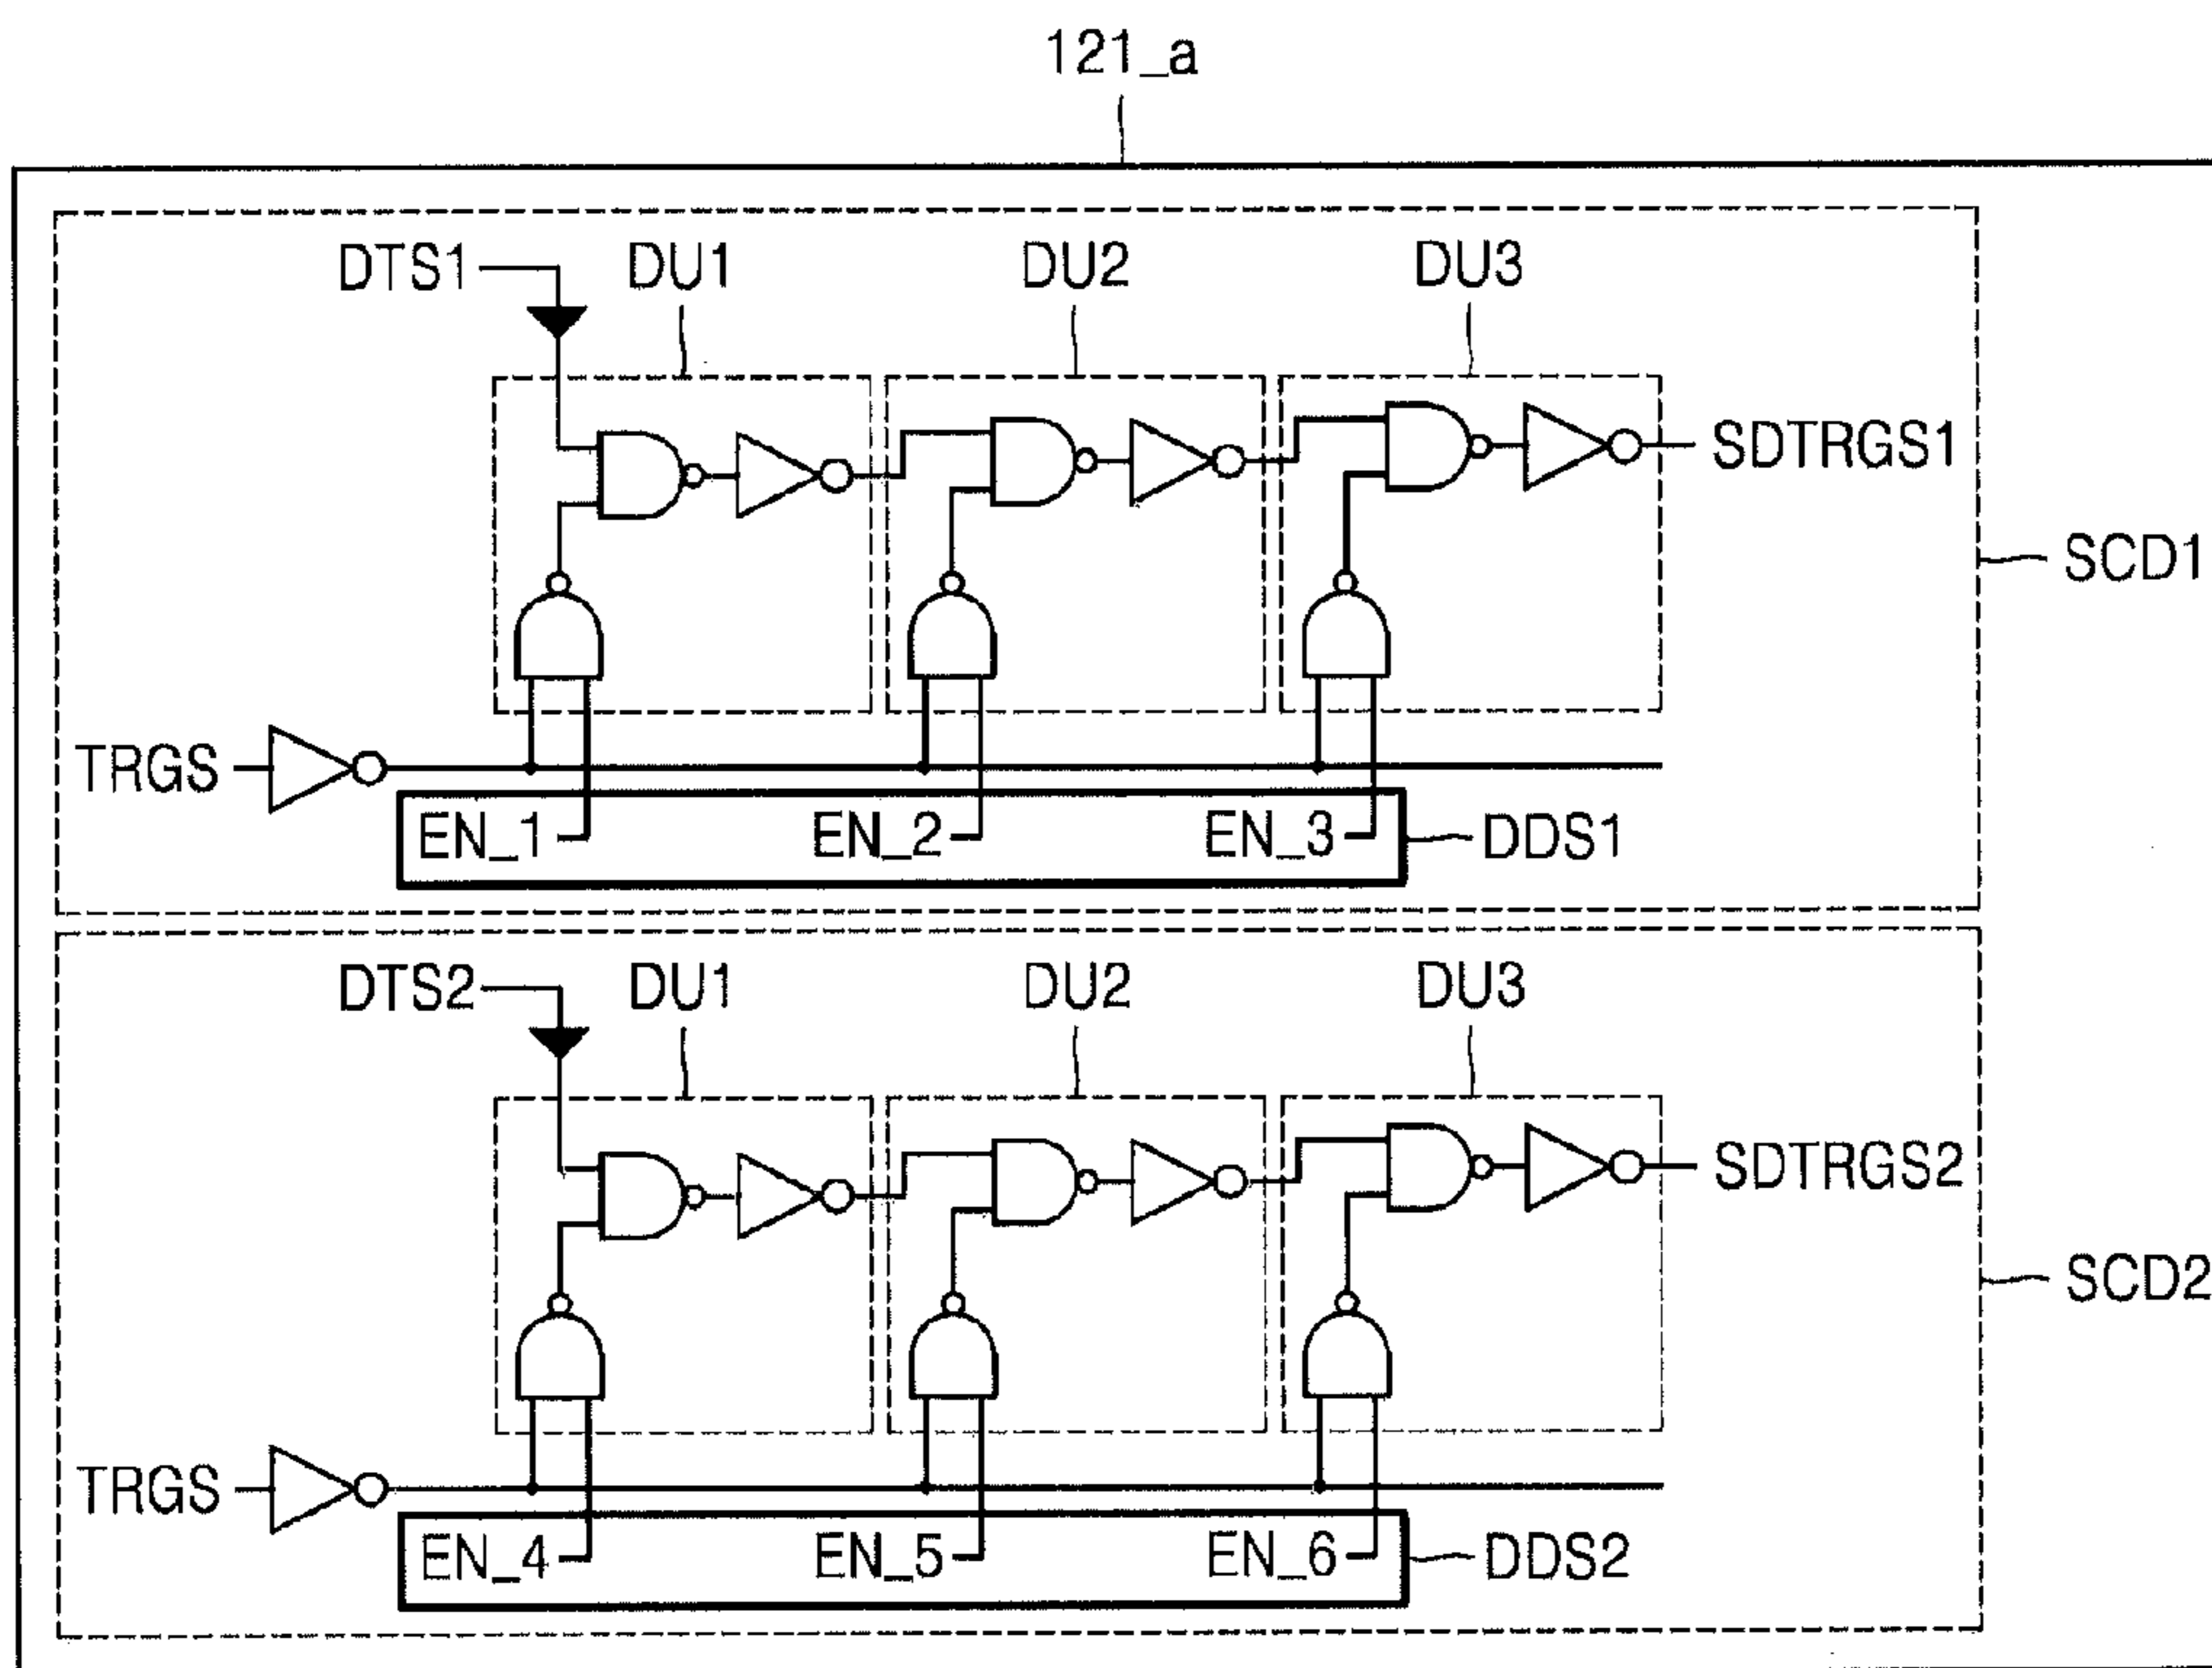 121_a
DTS1 DU1 DU2 DU3
SDTRGS1
SCD1
TRGS
EN_1 EN_2 EN_3 DDS1
DTS2 DU1 DU2 DU3
SDTRGS2
SCD2
TRGS
EN_4 EN_5 EN_6 DDS2